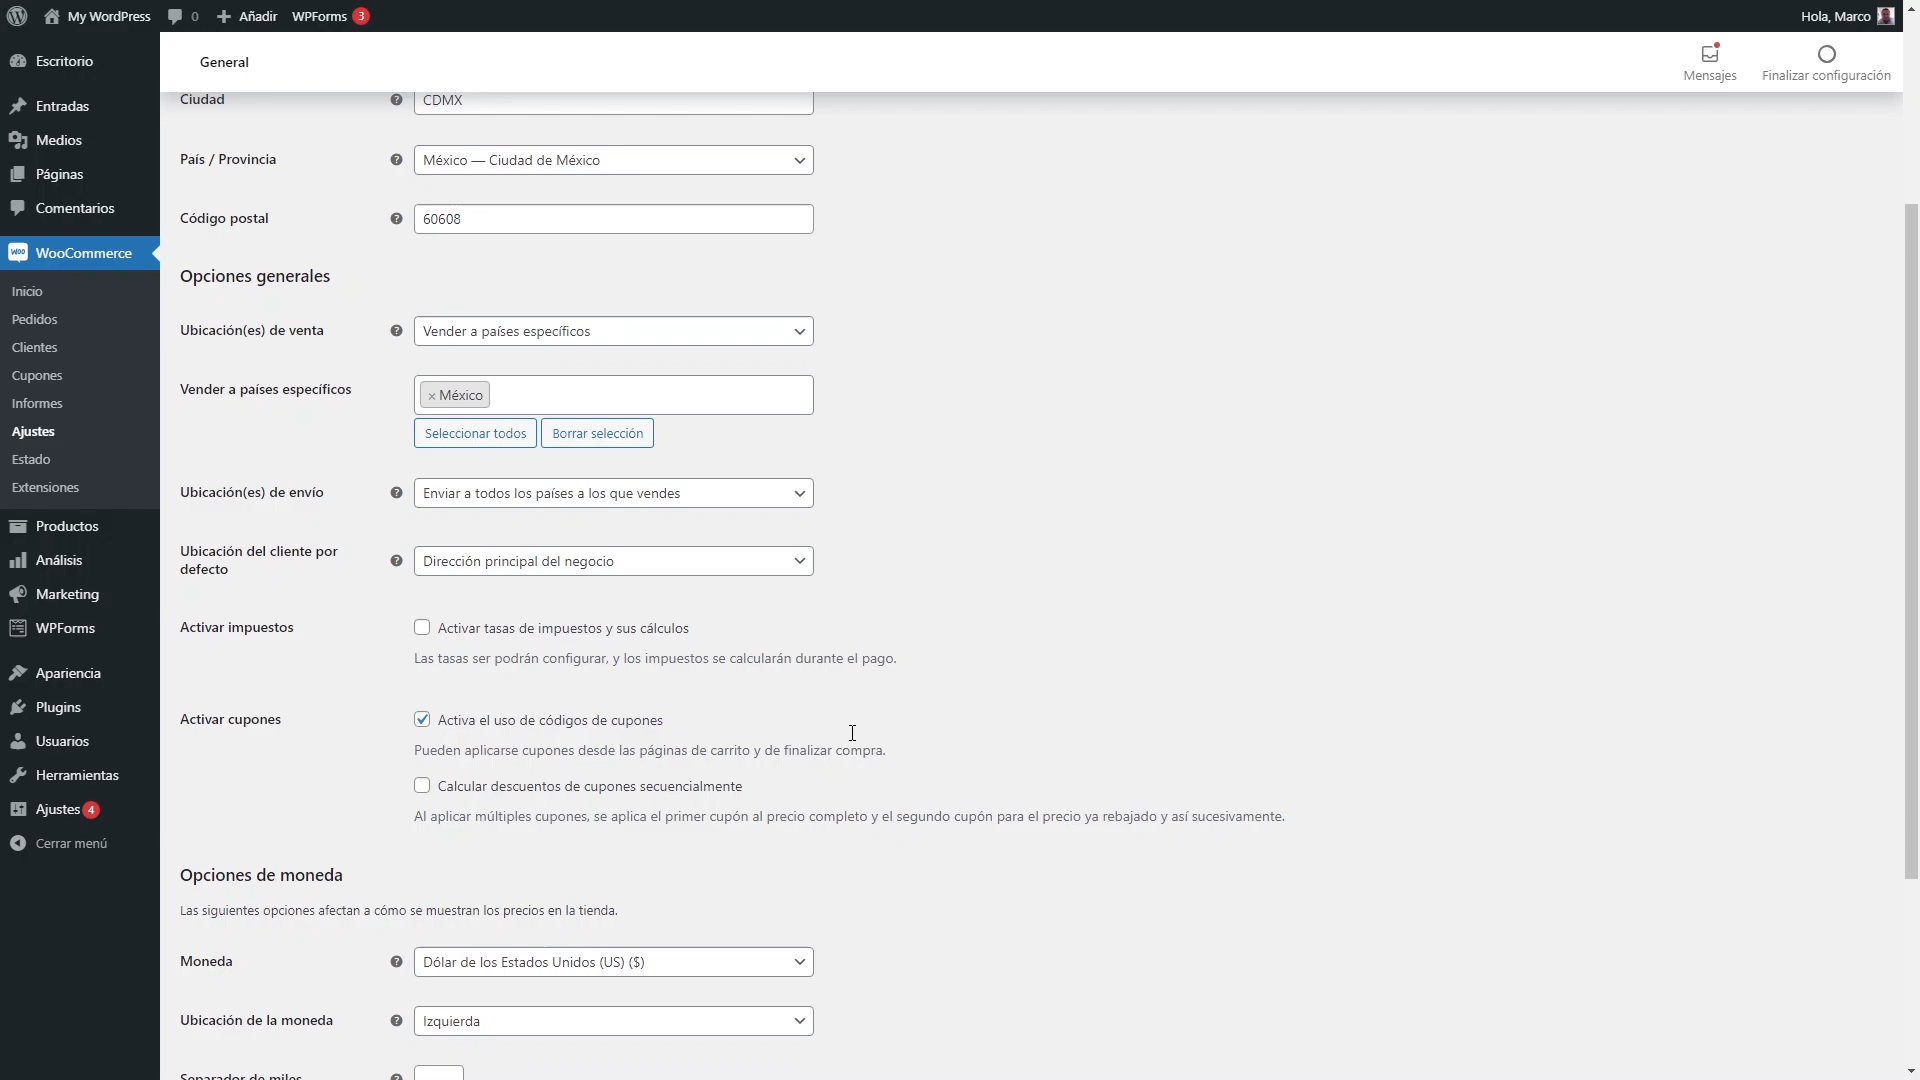 My WordPress
0
Añadir
WPForms 3
Hola, Marco
Escritorio
Entradas
Medios
Páginas
Comentarios
WooCommerce
Inicio
Pedidos
Clientes
Cupones
Informes
Ajustes
Estado
Extensiones
Productos
Análisis
Marketing
WPForms
Apariencia
Plugins
Usuarios
Herramientas
Ajustes 4
Cerrar menú
General
Mensajes
Finalizar configuración
Ciudad
CDMX
País / Provincia
México — Ciudad de México
Código postal
60608
Opciones generales
Ubicación(es) de venta
Vender a países específicos
Vender a países específicos
× México
Seleccionar todos
Borrar selección
Ubicación(es) de envío
Enviar a todos los países a los que vendes
Ubicación del cliente por
defecto
Dirección principal del negocio
Activar impuestos
Activar tasas de impuestos y sus cálculos
Las tasas ser podrán configurar, y los impuestos se calcularán durante el pago.
Activar cupones
Activa el uso de códigos de cupones
Pueden aplicarse cupones desde las páginas de carrito y de finalizar compra.
Calcular descuentos de cupones secuencialmente
Al aplicar múltiples cupones, se aplica el primer cupón al precio completo y el segundo cupón para el precio ya rebajado y así sucesivamente.
Opciones de moneda
Las siguientes opciones afectan a cómo se muestran los precios en la tienda.
Moneda
Dólar de los Estados Unidos (US) ($)
Ubicación de la moneda
Izquierda
Separador de miles